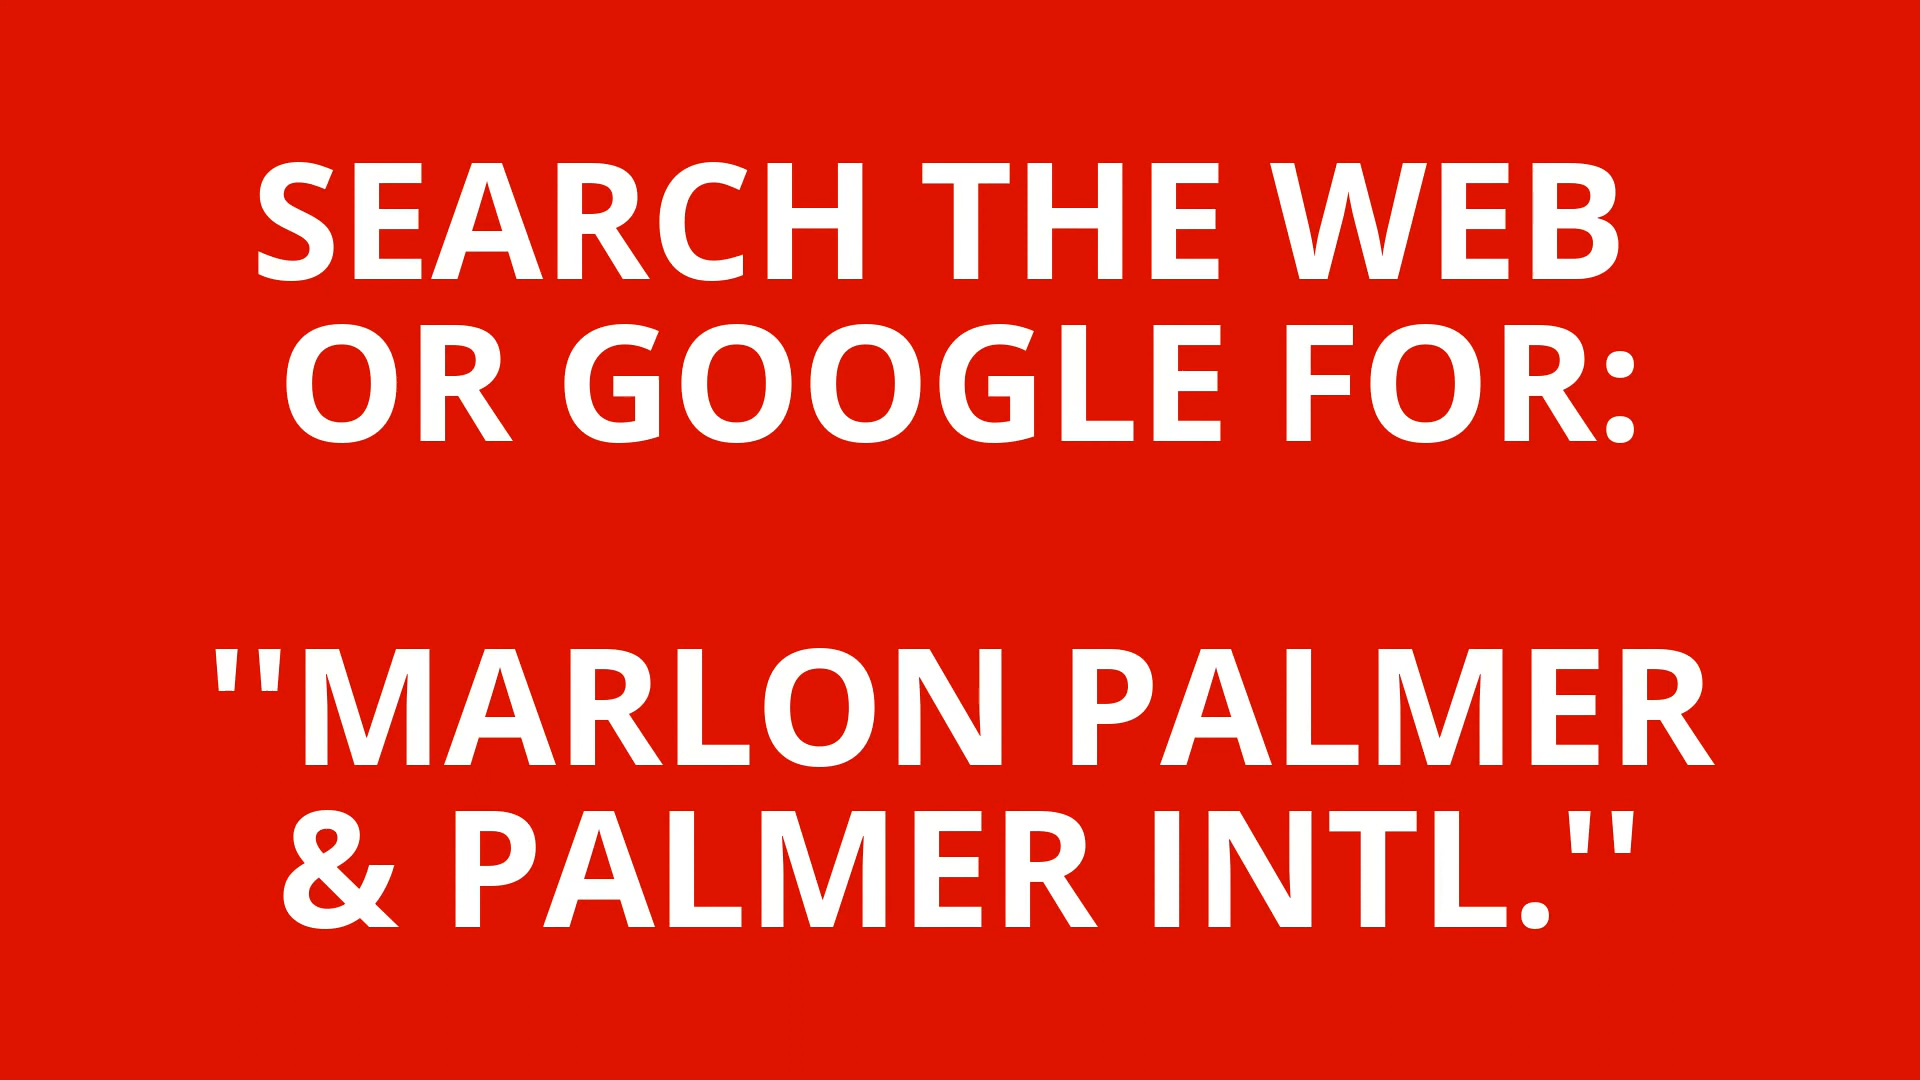 SEARCH THE WEB
OR GOOGLE FOR:
"MARLON PALMER
& PALMER INTL."